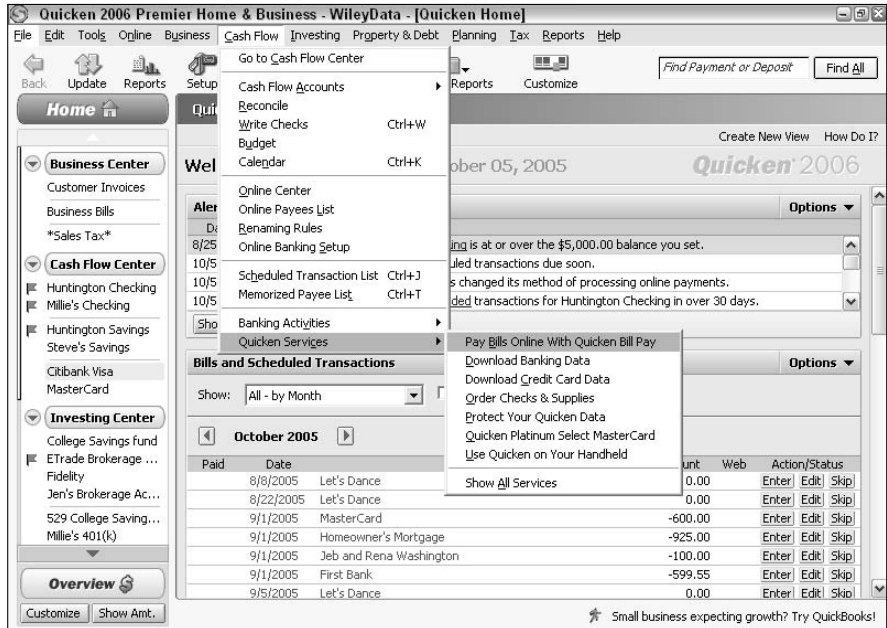 Quicken 2006 Premier Home & Business - WileyData - [Quicken Home]
File Edit Tools Online Business Cash Flow Investing Property & Debt Planning Tax Reports Help
Back Update Reports Setup Reports Customize Find Payment or Deposit Find All
Home
Create New View How Do I?
ober 05, 2005 Quicken 2006
Business Center
Customer Invoices
Business Bills
*Sales Tax*
Cash Flow Center
Huntington Checking
Millie's Checking
Huntington Savings
Steve's Savings
Citibank Visa
MasterCard
Investing Center
College Savings fund
ETrade Brokerage ...
Fidelity
Jen's Brokerage Ac...
529 College Saving...
Millie's 401(k)
Overview
Customize Show Amt.
Go to Cash Flow Center
Cash Flow Accounts
Reconcile
Write Checks Ctrl+W
Budget
Calendar Ctrl+K
Online Center
Online Payees List
Renaming Rules
Online Banking Setup
Scheduled Transaction List Ctrl+J
Memorized Payee List Ctrl+T
Banking Activities
Quicken Services
Pay Bills Online With Quicken Bill Pay
Download Banking Data
Download Credit Card Data
Order Checks & Supplies
Protect Your Quicken Data
Quicken Platinum Select MasterCard
Use Quicken on Your Handheld
Show All Services
Options
8/25 ing is at or over the $5,000.00 balance you set.
10/5 uled transactions due soon.
10/5 s changed its method of processing online payments.
10/5 ded transactions for Huntington Checking in over 30 days.
Bills and Scheduled Transactions Options
Show: All - by Month
October 2005
Paid Date unt Web Action/Status
8/8/2005 Let's Dance 0.00 Enter Edit Skip
8/22/2005 Let's Dance 0.00 Enter Edit Skip
9/1/2005 MasterCard -600.00 Enter Edit Skip
9/1/2005 Homeowner's Mortgage -925.00 Enter Edit Skip
9/1/2005 Jeb and Rena Washington -100.00 Enter Edit Skip
9/1/2005 First Bank -599.55 Enter Edit Skip
9/5/2005 Let's Dance 0.00 Enter Edit Skip
Small business expecting growth? Try QuickBooks!